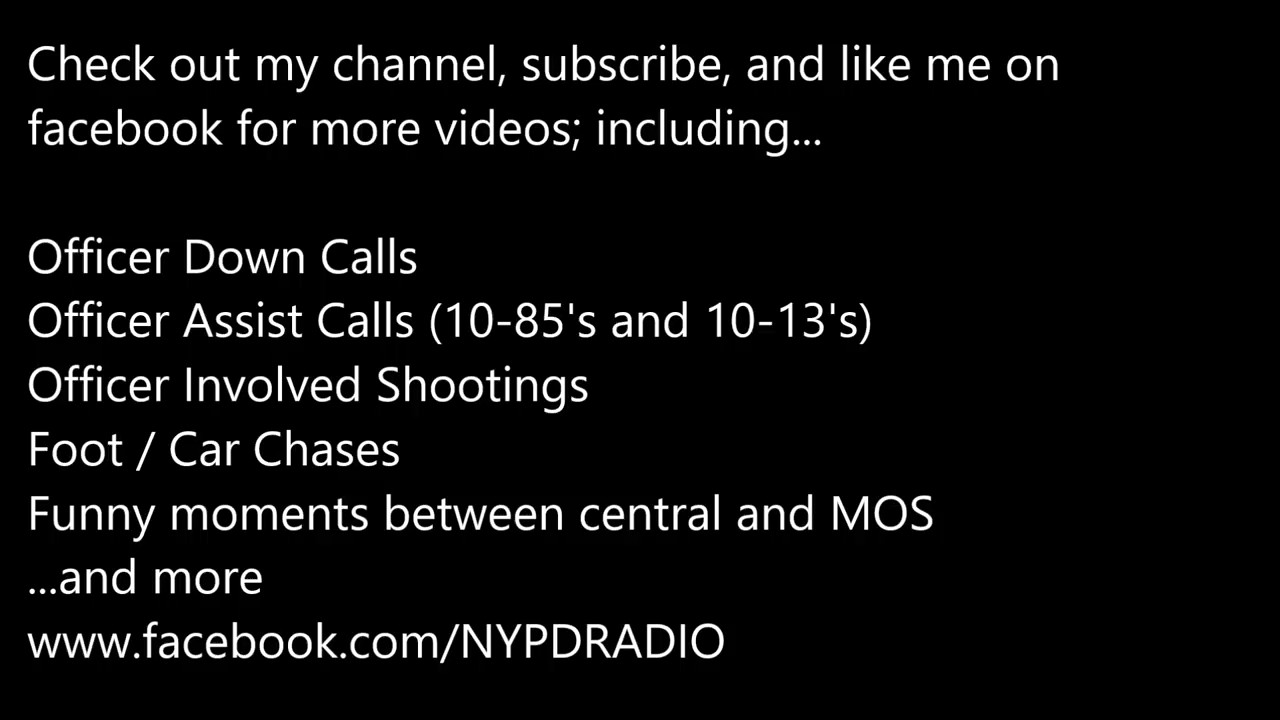 Check out my channel, subscribe, and like me on
facebook for more videos; including...
Officer Down Calls
Officer Assist Calls (10-85's and 10-13's)
Officer Involved Shootings
Foot / Car Chases
Funny moments between central and MOS
...and more
www.facebook.com/NYPDRADIO